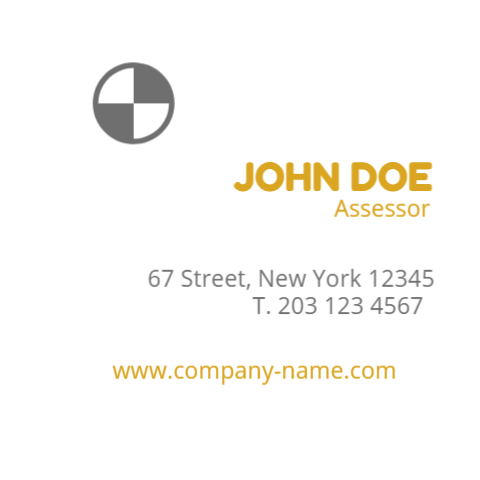 JOHN DOE
Assessor
67 Street, New York 12345
T. 203 123 4567
www.company-name.com